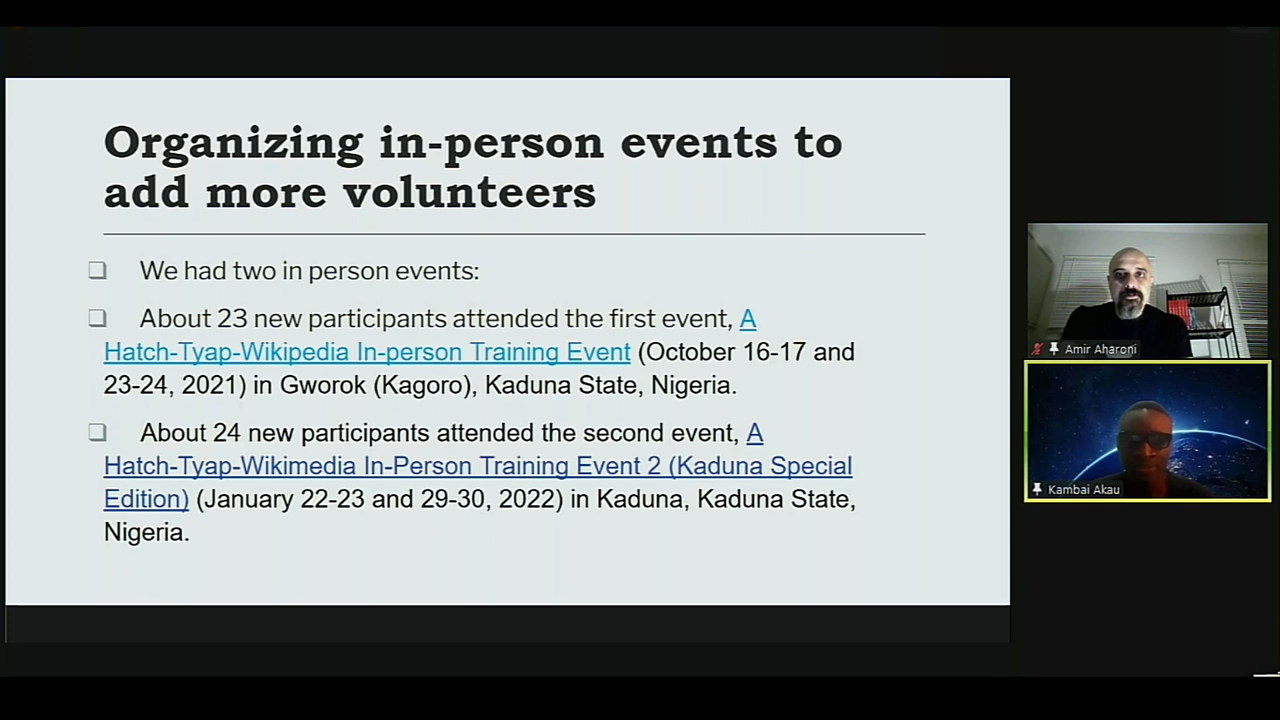 Organizing in-person events to
add more volunteers
❑ We had two in person events:
❑ About 23 new participants attended the first event, A
Hatch-Tyap-Wikipedia In-person Training Event (October 16-17 and
23-24, 2021) in Gworok (Kagoro), Kaduna State, Nigeria.
❑ About 24 new participants attended the second event, A
Hatch-Tyap-Wikimedia In-Person Training Event 2 (Kaduna Special
Edition) (January 22-23 and 29-30, 2022) in Kaduna, Kaduna State,
Nigeria.
Amir Aharoni
Kambai Akau